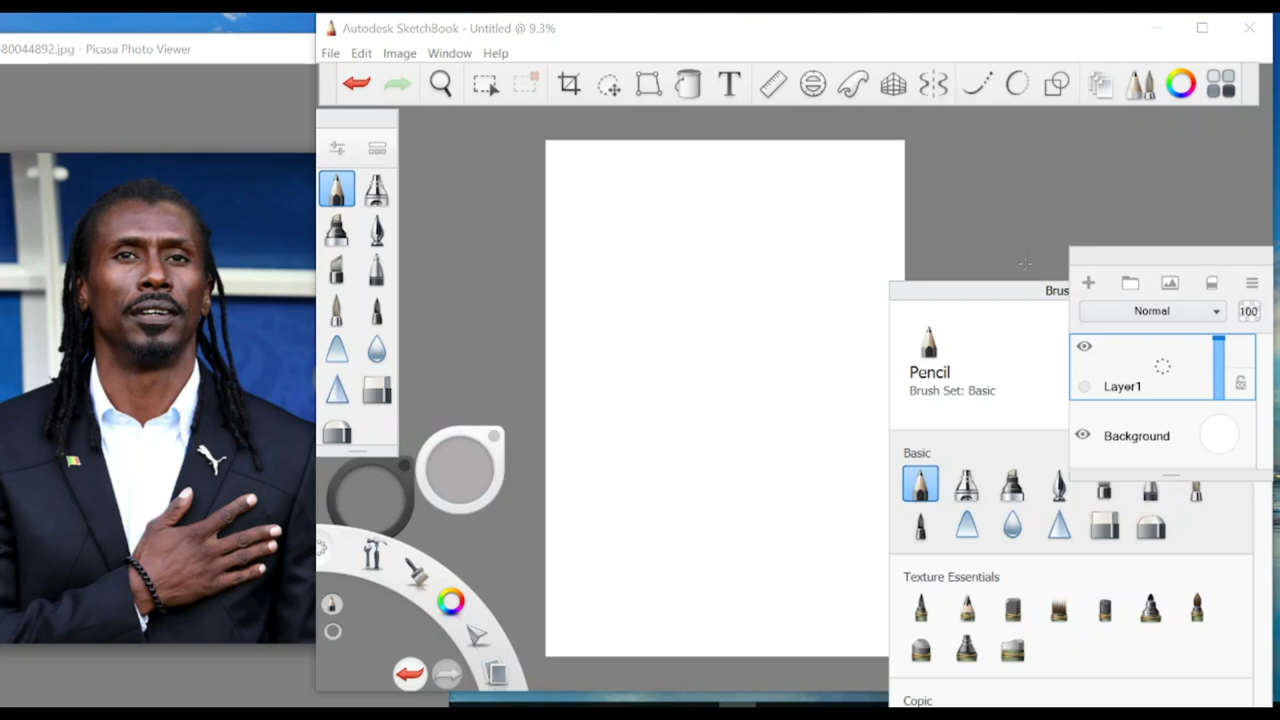 Autodesk SketchBook - Untitled @ 9.3%
80044892.jpg - Picasa Photo Viewer
File Edit Image Window Help
T
Brus
Normal 100
Pencil
Brush Set: Basic
Layer1
Background
Basic
Texture Essentials
Copic